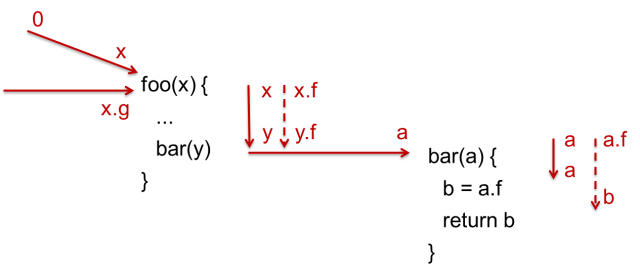 0
x
foo(x) {
x.g
...
bar(y)
}
x x.f
y y.f
a
bar(a) {
b = a.f
return b
}
a a.f
a
b